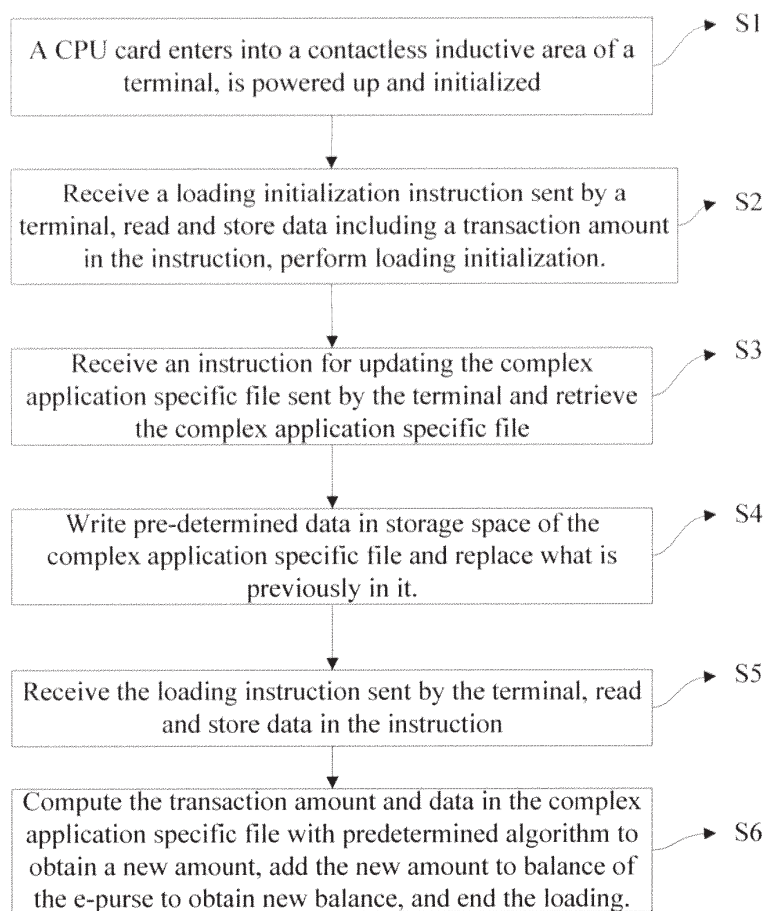 A CPU card enters into a contactless inductive area of a
terminal, is powered up and initialized
S1
Receive a loading initialization instruction sent by a
terminal, read and store data including a transaction amount
in the instruction, perform loading initialization.
S2
Receive an instruction for updating the complex
application specific file sent by the terminal and retrieve
the complex application specific file
S3
Write pre-determined data in storage space of the
complex application specific file and replace what is
previously in it.
S4
Receive the loading instruction sent by the terminal, read
and store data in the instruction
S5
Compute the transaction amount and data in the complex
application specific file with predetermined algorithm to
obtain a new amount, add the new amount to balance of
the e-purse to obtain new balance, and end the loading.
S6